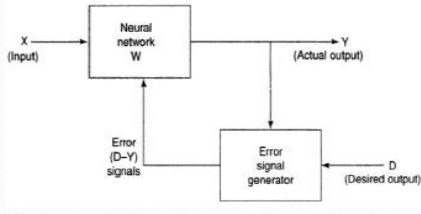 X
(Input)
Neural
network
W
Y
(Actual output)
Error
(D–Y)
signals
Error
signal
generator
D
(Desired output)